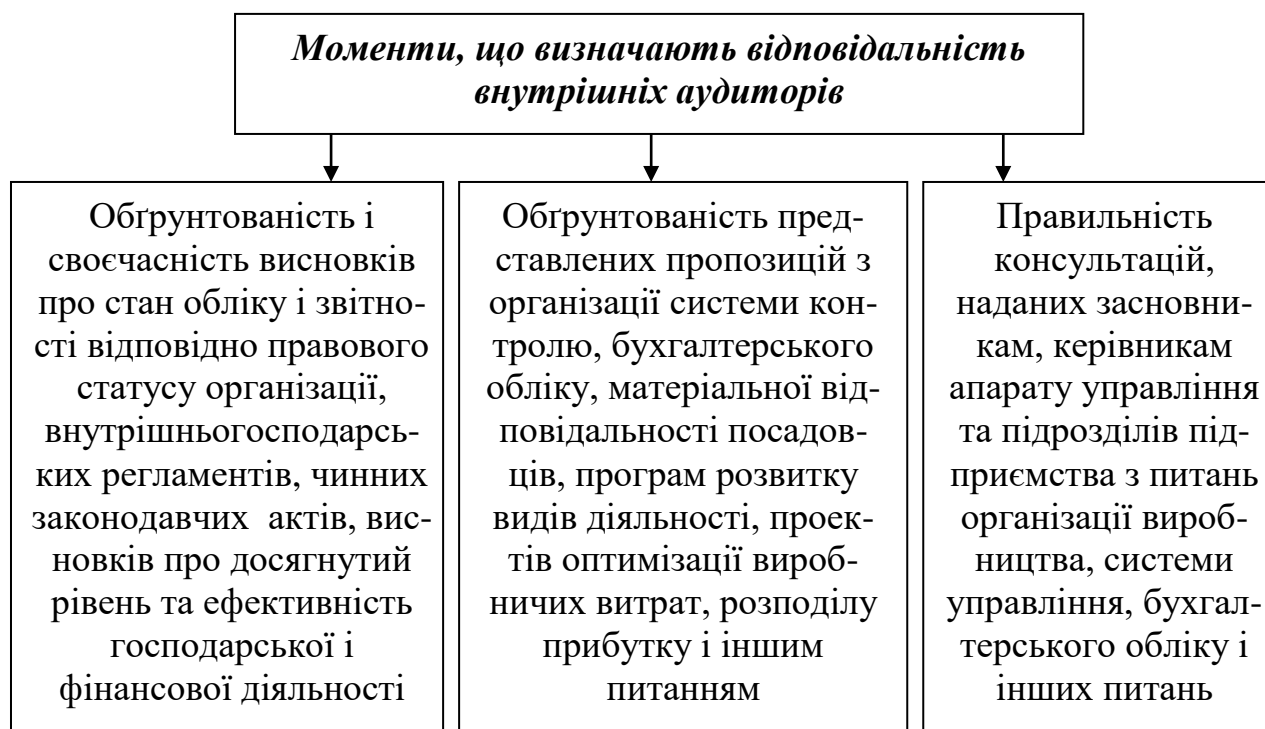 Моменти, що визначають відповідальність
внутрішніх аудиторів
Обґрунтованість і
своєчасність висновків
про стан обліку і звітно-
сті відповідно правового
статусу організації,
внутрішньогосподарсь-
ких регламентів, чинних
законодавчих актів, вис-
новків про досягнутий
рівень та ефективність
господарської і
фінансової діяльності
Обґрунтованість пред-
ставлених пропозицій з
організації системи кон-
тролю, бухгалтерського
обліку, матеріальної від-
повідальності посадов-
ців, програм розвитку
видів діяльності, проек-
тів оптимізації вироб-
ничих витрат, розподілу
прибутку і іншим
питанням
Правильність
консультацій,
наданих засновни-
кам, керівникам
апарату управління
та підрозділів під-
приємства з питань
організації вироб-
ництва, системи
управління, бухгал-
терського обліку і
інших питань